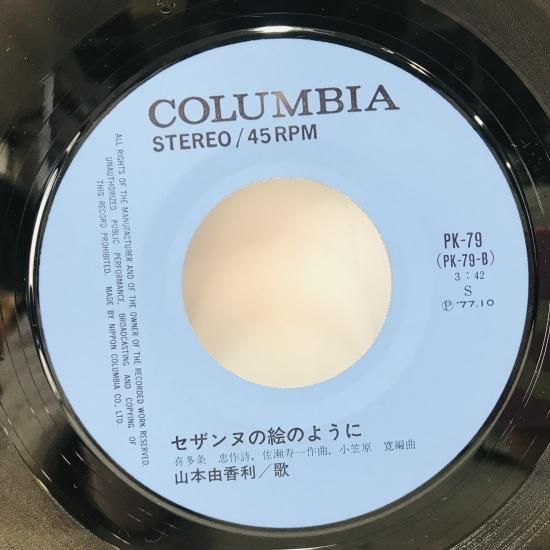 COLUMBIA
STEREO/45RPM
ALL RIGHTS OF THE MANUFACTURER AND OF THE OWNER OF THE RECORDED WORK RESERVED.
UNAUTHORIZED PUBLIC PERFORMANCE, BROADCASTING AND COPYING OF
THIS RECORD PROHIBITED. MADE BY NIPPON COLUMBIA CO., LTD.
PK-79
(PK-79-B)
3:42
S
Ⓟ'77.10
セザンヌの絵のように
喜多条 忠作詩, 佐瀬寿一作曲, 小笠原 寛編曲
山本由香利/歌